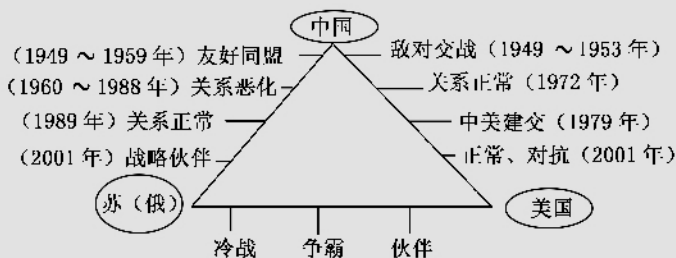 中国
（1949～1959年）友好同盟 敌对交战（1949～1953年）
（1960～1988年）关系恶化 关系正常（1972年）
（1989年）关系正常 中美建交（1979年）
（2001年）战略伙伴 正常、对抗（2001年）
苏（俄） 美国
冷战 争霸 伙伴